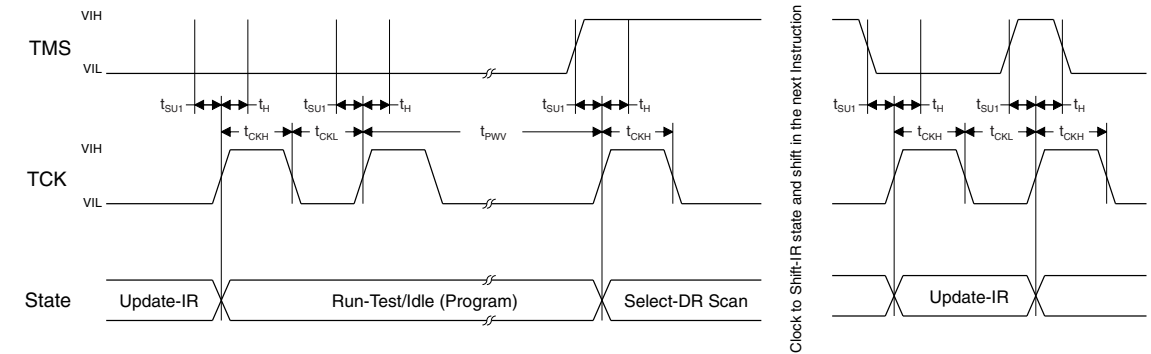 VIH
TMS
VIL
tSU1 tH tSU1 tH tSU1 tH tSU1 tH tSU1 tH
tCKH tCKL tPWV tCKH tCKH tCKL tCKH
VIH
TCK
VIL
State Update-IR Run-Test/Idle (Program) Select-DR Scan Update-IR
Clock to Shift-IR state and shift in the next Instruction